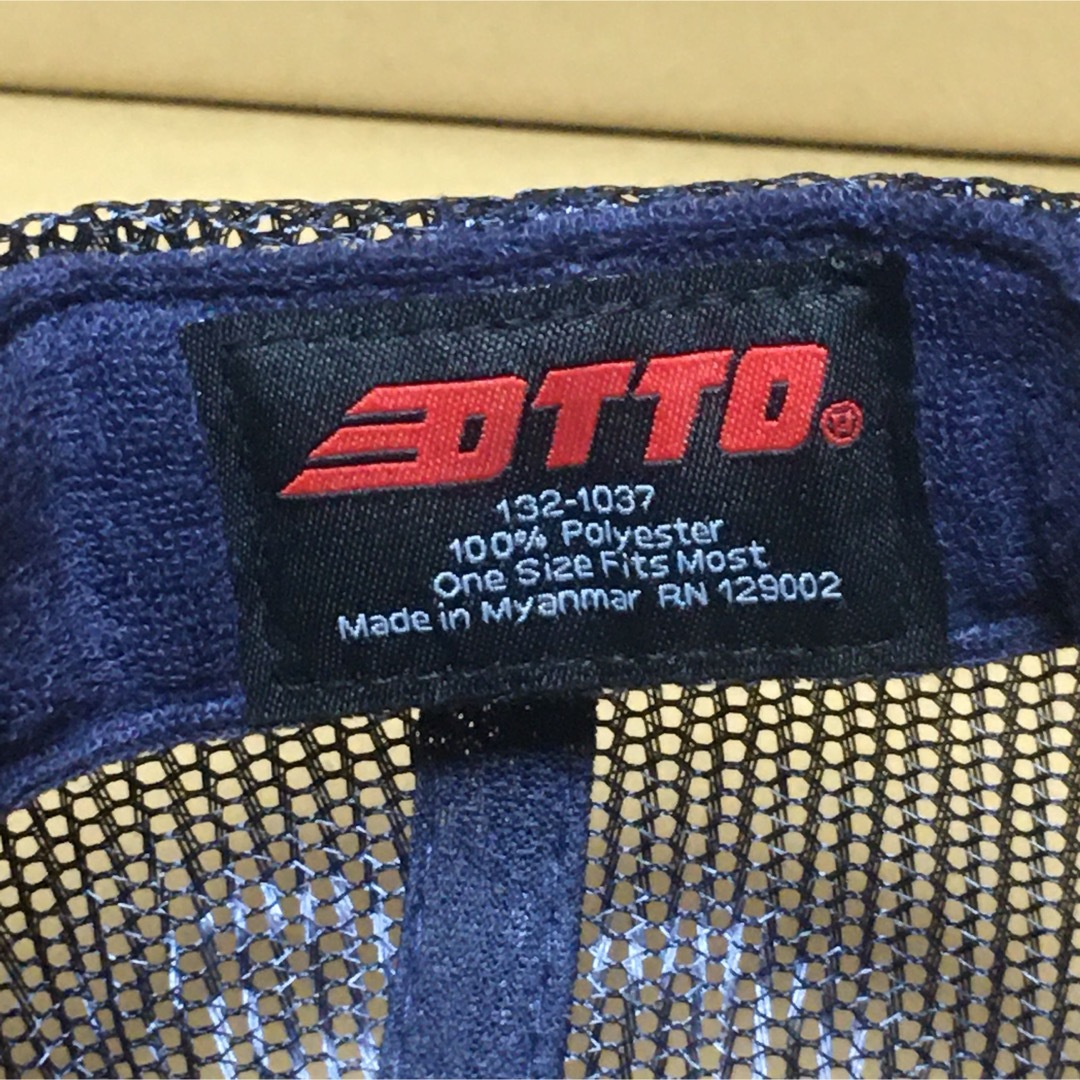 OTTO®
132-1037
100% Polyester
One Size Fits Most
Made in Myanmar RN 129002